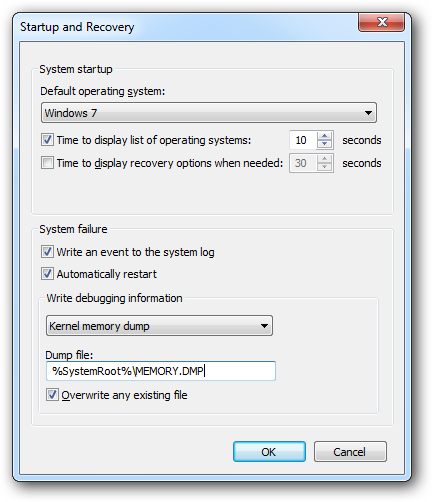 Startup and Recovery
System startup
Default operating system:
Windows 7
Time to display list of operating systems: 10 seconds
Time to display recovery options when needed: 30 seconds
System failure
Write an event to the system log
Automatically restart
Write debugging information
Kernel memory dump
Dump file:
%SystemRoot%\MEMORY.DMP
Overwrite any existing file
OK Cancel